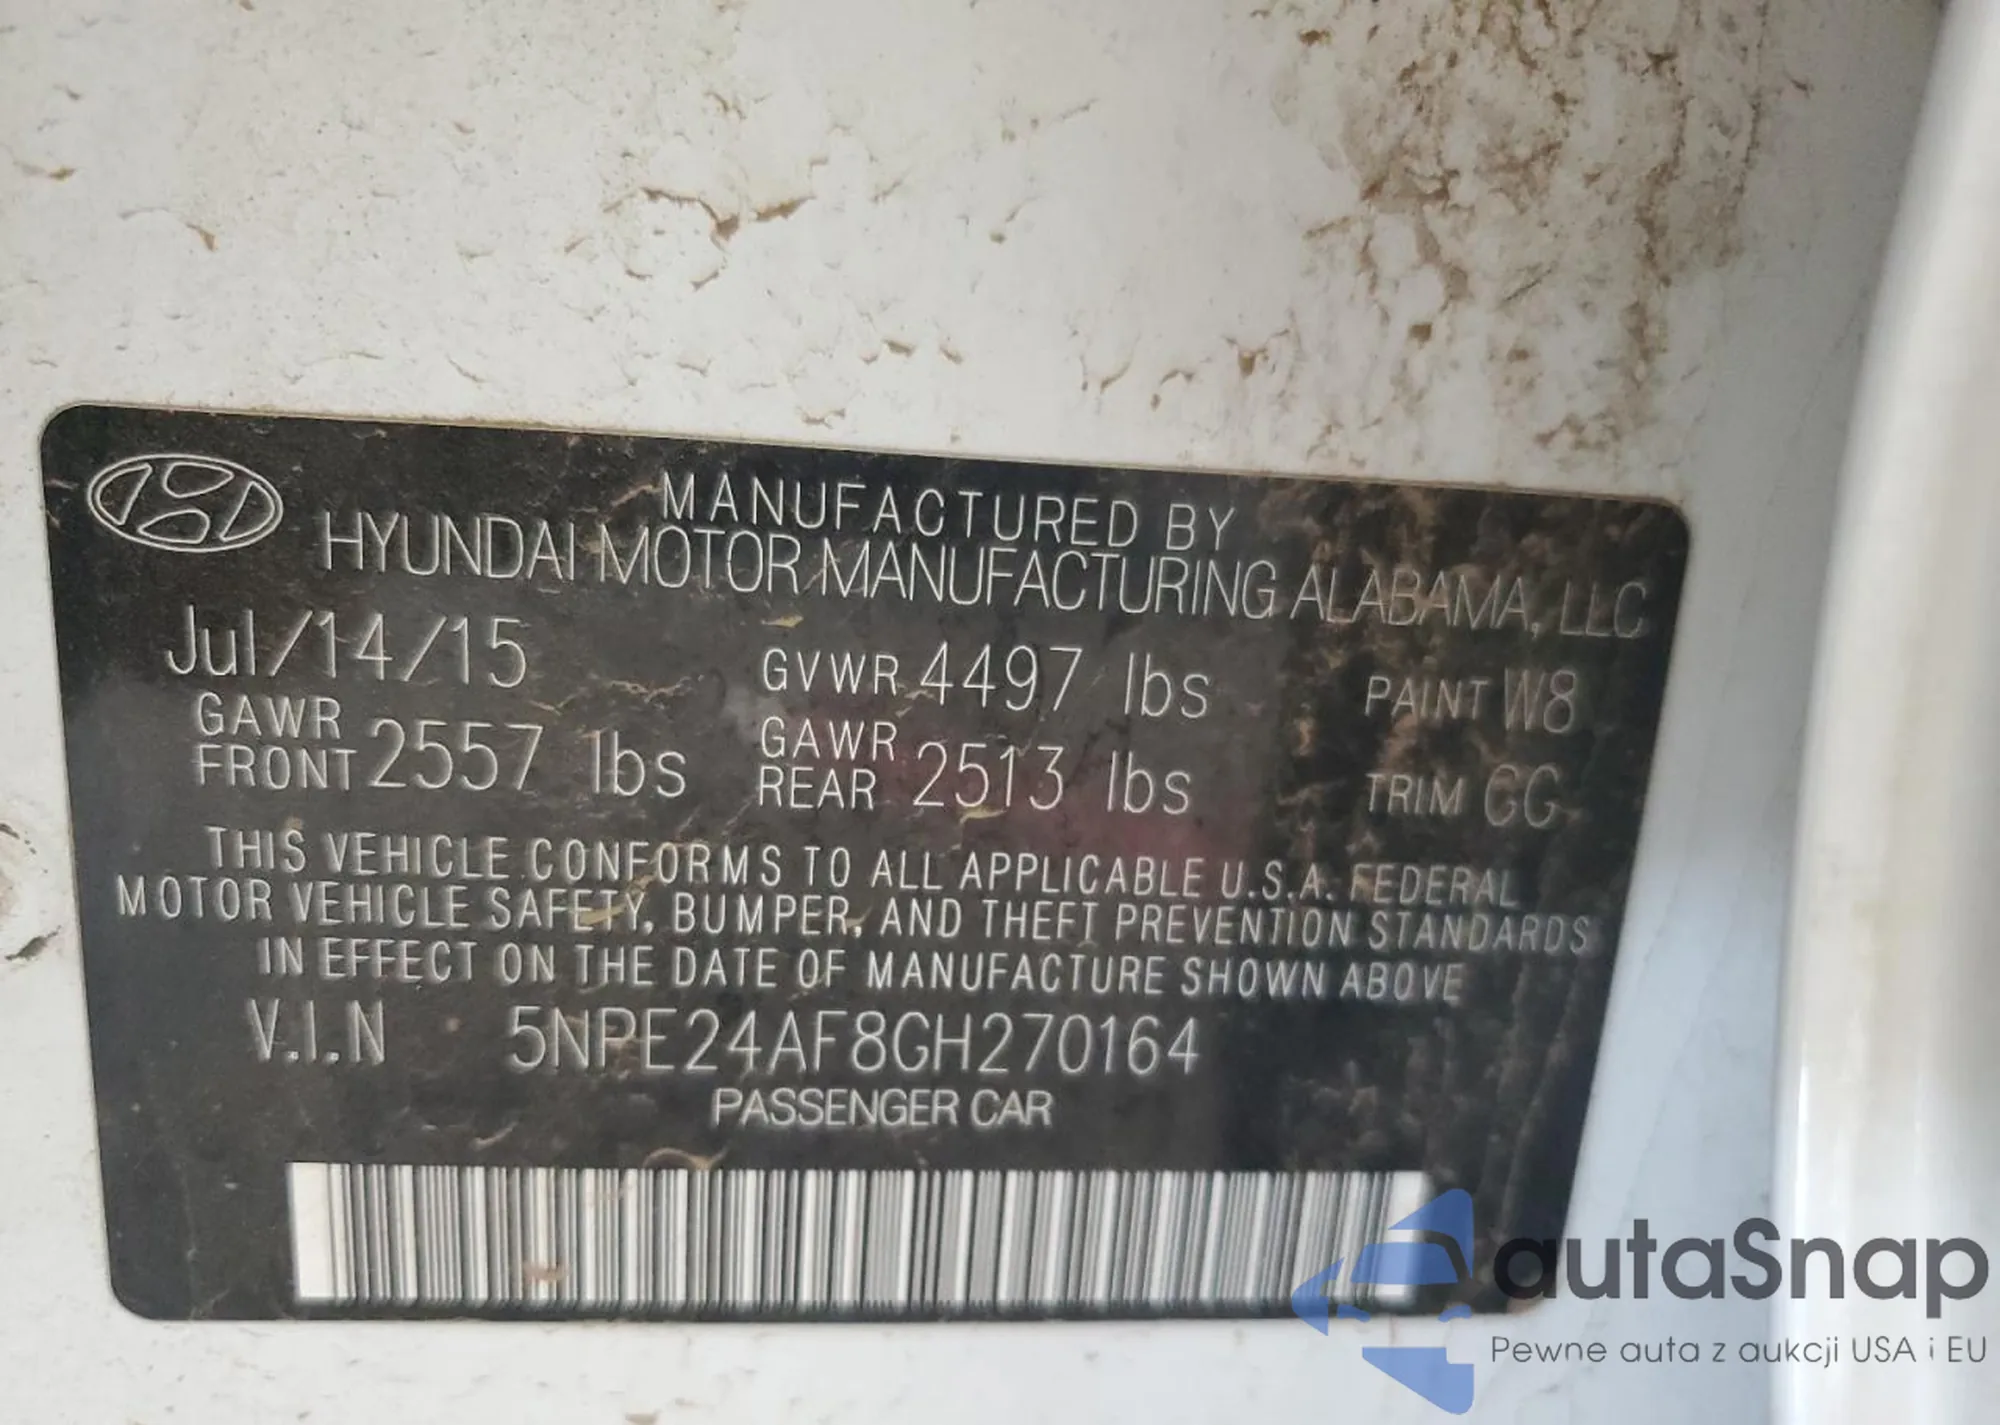 MANUFACTURED BY
HYUNDAI MOTOR MANUFACTURING ALABAMA, LLC
Jul/14/15 GVWR 4497 lbs PAINT W8
GAWR FRONT 2557 lbs GAWR REAR 2513 lbs TRIM GG
THIS VEHICLE CONFORMS TO ALL APPLICABLE U.S.A. FEDERAL
MOTOR VEHICLE SAFETY, BUMPER, AND THEFT PREVENTION STANDARDS
IN EFFECT ON THE DATE OF MANUFACTURE SHOWN ABOVE
V.I.N 5NPE24AF8GH270164
PASSENGER CAR
autaSnap
Pewne auta z aukcji USA i EU